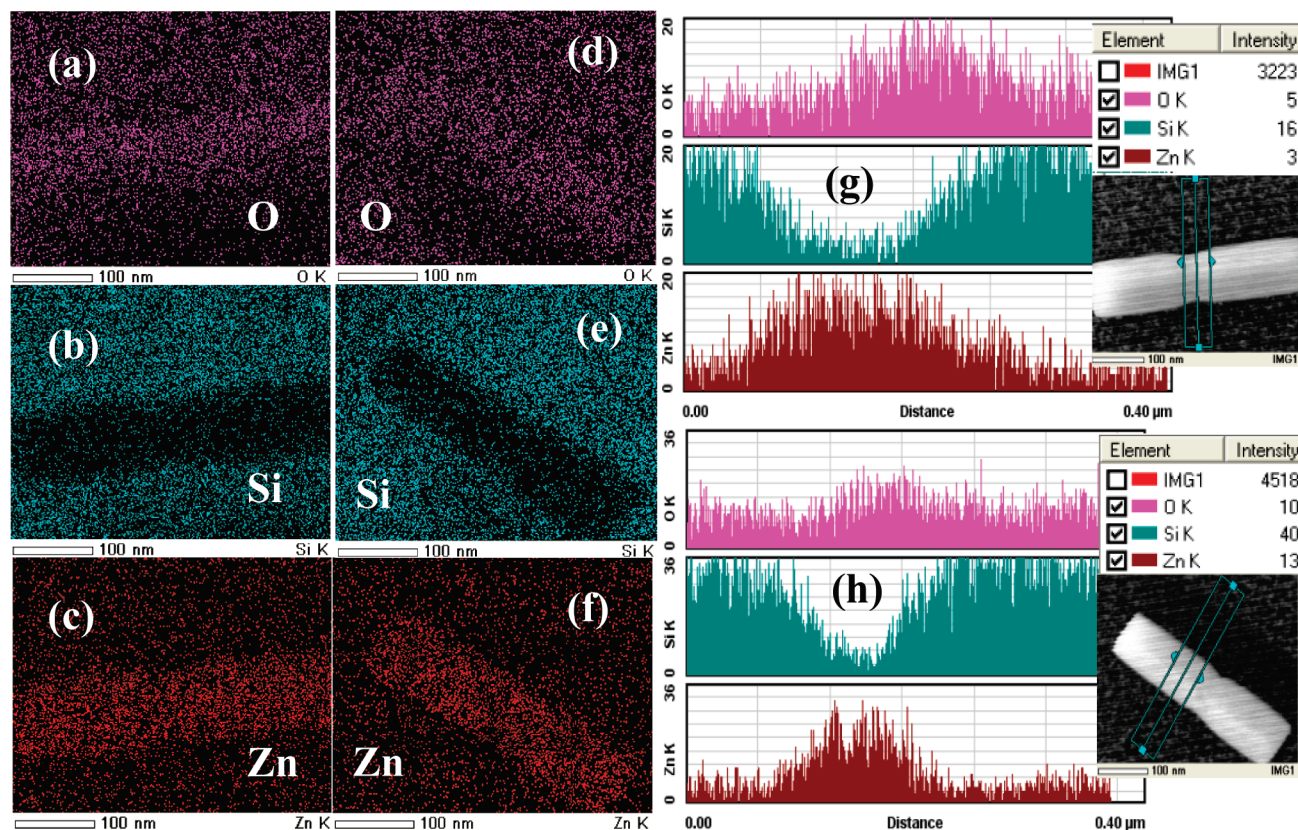 (a)
O
100 nm O K
(d)
O
100 nm O K
(b)
Si
100 nm Si K
(e)
Si
100 nm Si K
(c)
Zn
100 nm Zn K
(f)
Zn
100 nm Zn K
20
O K
0
20
Si K
0
20
Zn K
0
(g)
0.00 Distance 0.40 µm
Element Intensity
IMG1 3223
O K 5
Si K 16
Zn K 3
100 nm IMG1
36
O K
0
36
Si K
0
36
Zn K
0
(h)
0.00 Distance 0.40 µm
Element Intensity
IMG1 4518
O K 10
Si K 40
Zn K 13
100 nm IMG1